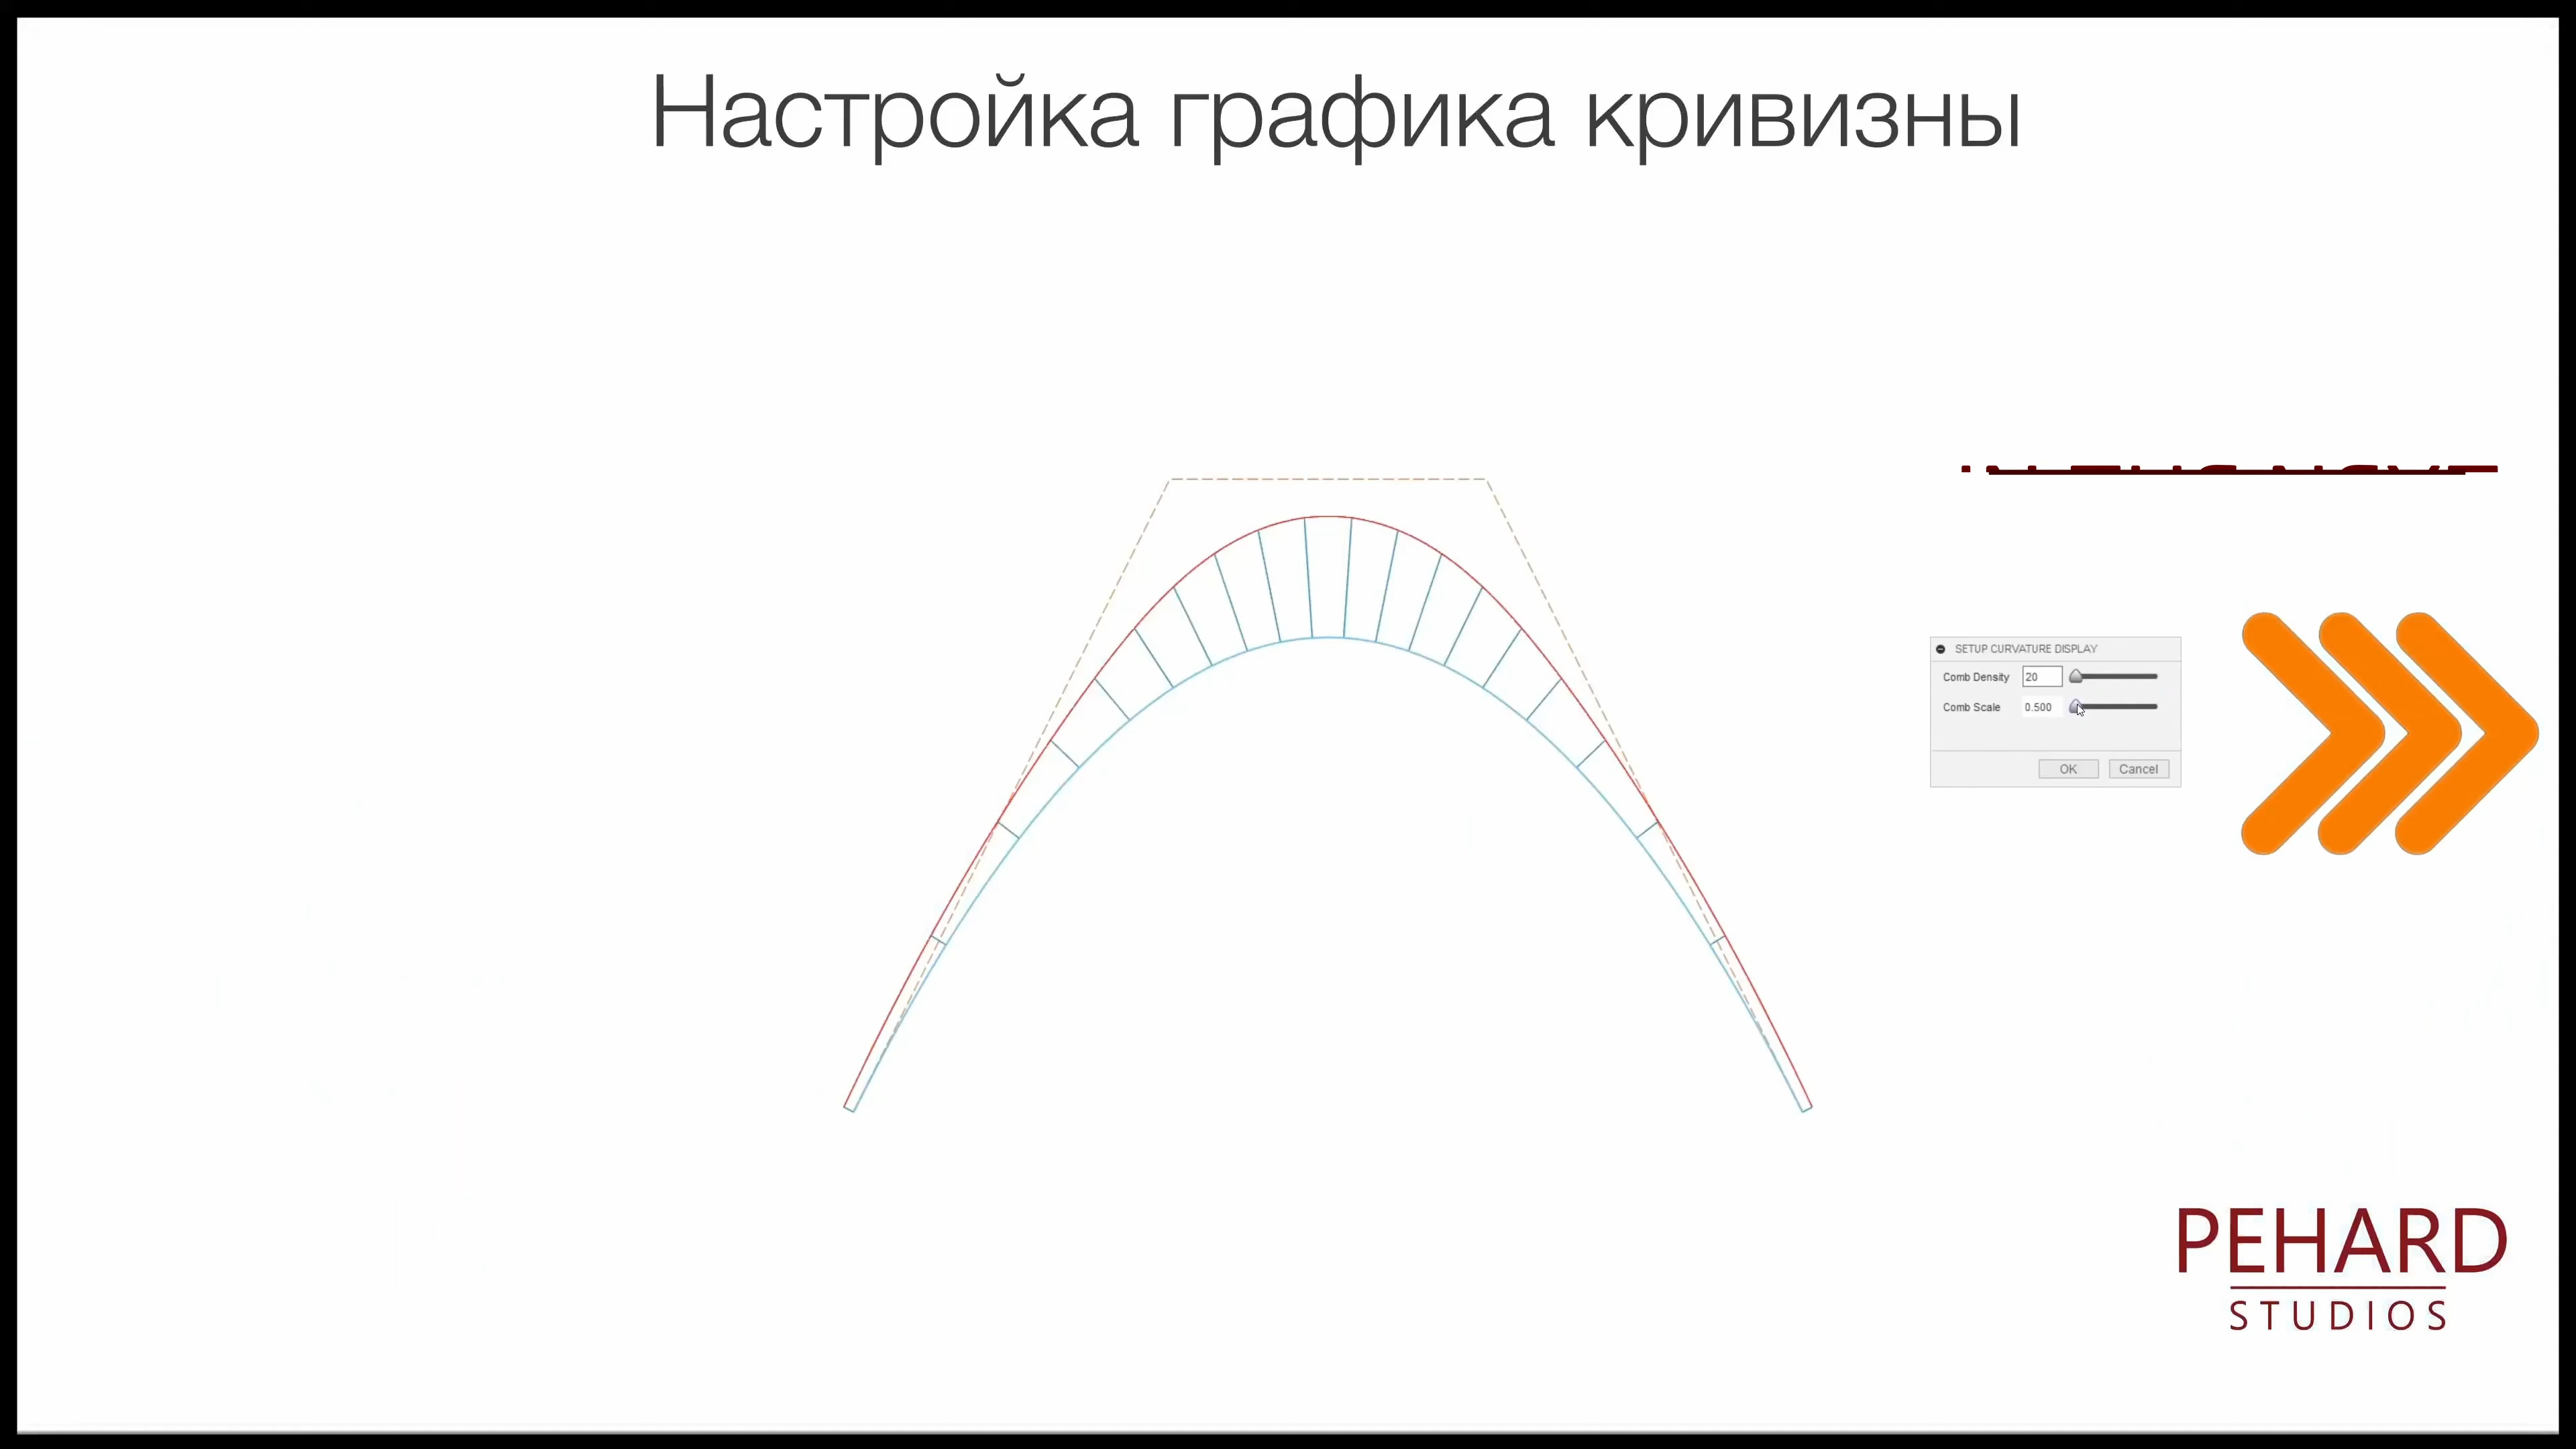 Настройка графика кривизны
SETUP CURVATURE DISPLAY
Comb Density 20
Comb Scale 0.500
OK Cancel
PEHARD
STUDIOS